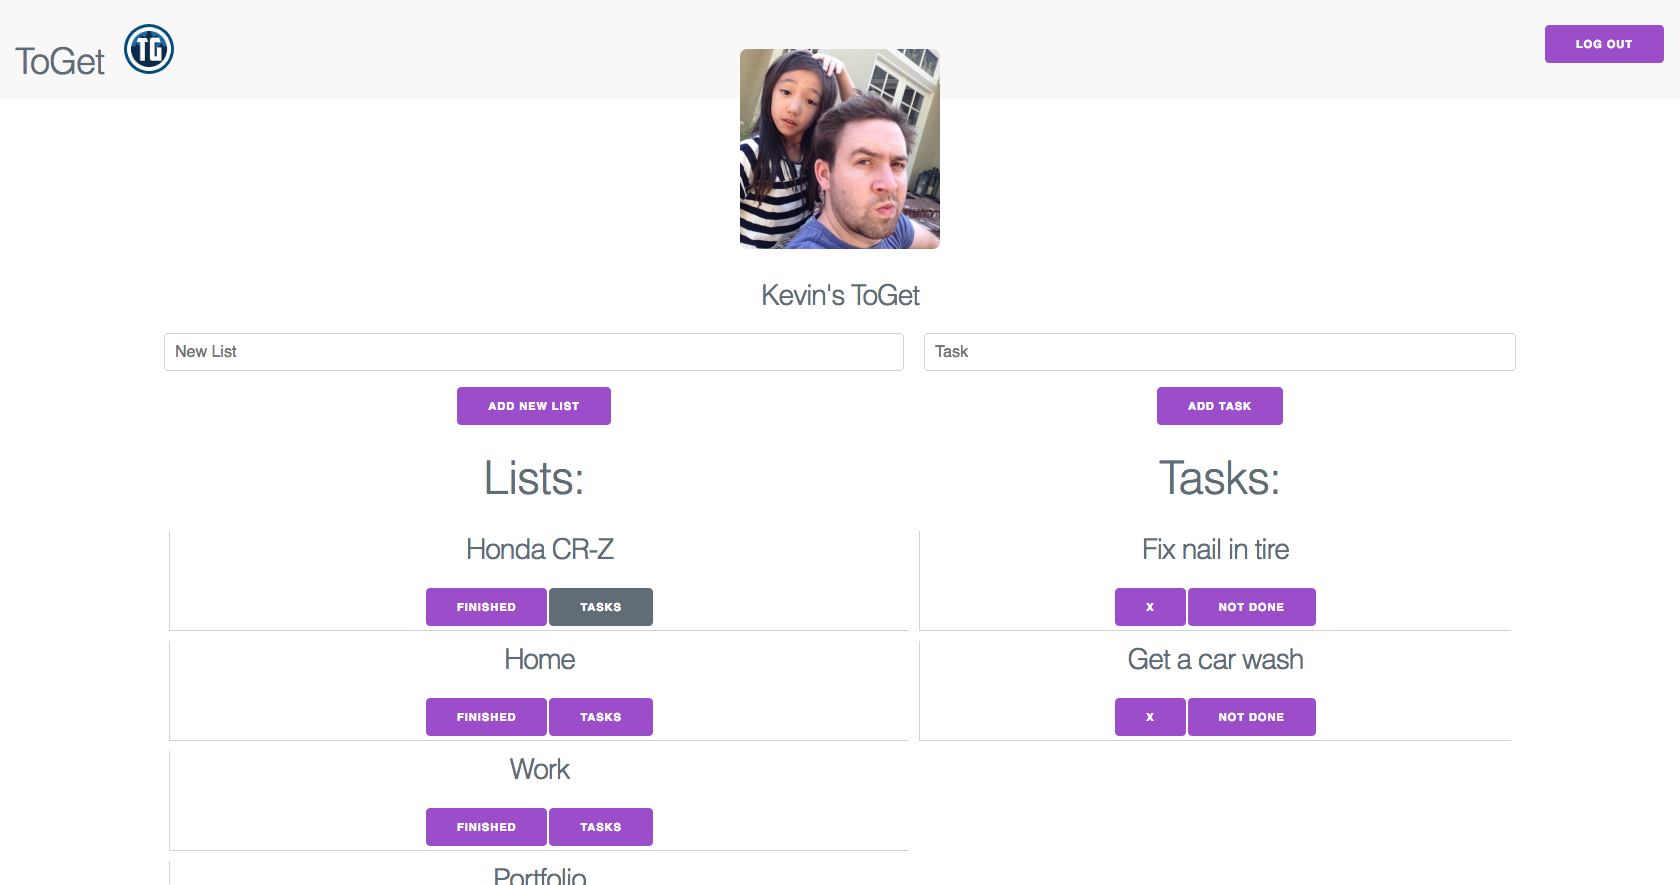 ToGet
TG
LOG OUT
Kevin's ToGet
New List
Task
ADD NEW LIST
ADD TASK
Lists:
Tasks:
Honda CR-Z
Fix nail in tire
FINISHED TASKS
X NOT DONE
Home
Get a car wash
FINISHED TASKS
X NOT DONE
Work
FINISHED TASKS
Portfolio